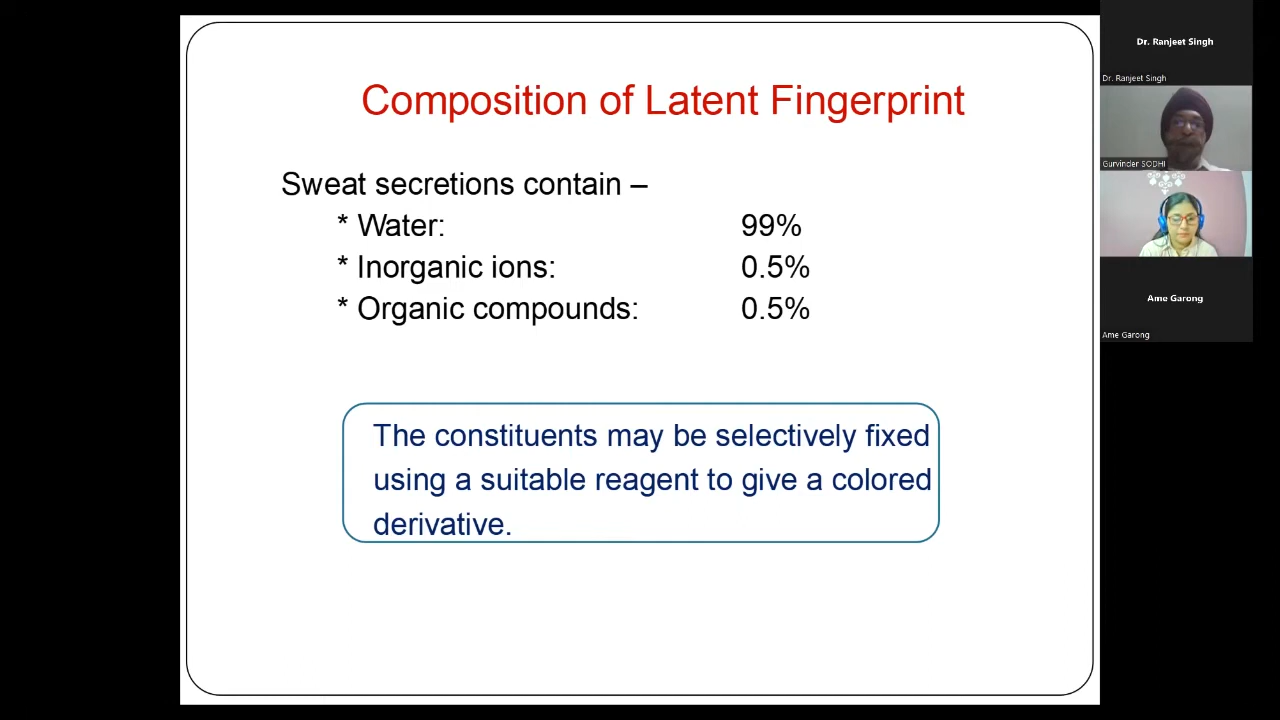 Composition of Latent Fingerprint
Sweat secretions contain –
* Water: 99%
* Inorganic ions: 0.5%
* Organic compounds: 0.5%
The constituents may be selectively fixed
using a suitable reagent to give a colored
derivative.
Dr. Ranjeet Singh
Dr. Ranjeet Singh
Gurvinder SODHI
Ame Garong
Ame Garong